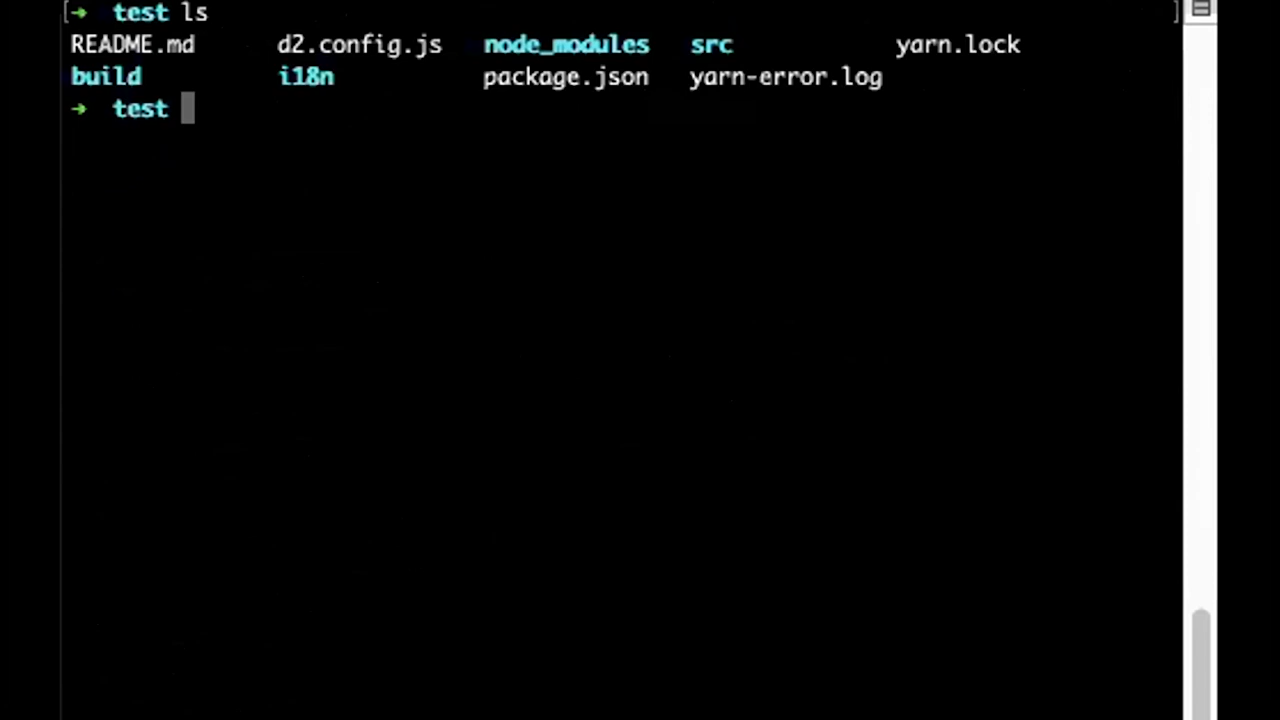 [➜ test ls ]
README.md d2.config.js node_modules src yarn.lock
build i18n package.json yarn-error.log
➜ test